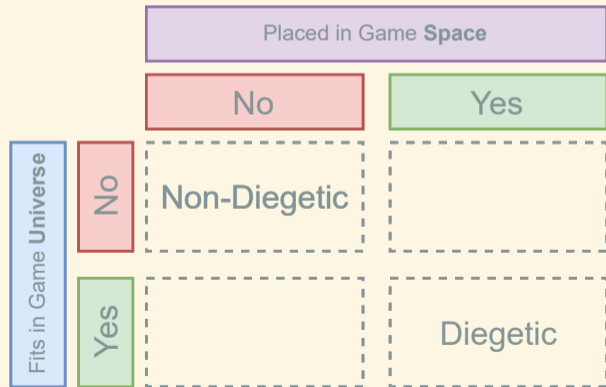 Placed in Game Space
No
Yes
Fits in Game Universe
No
Non-Diegetic
Yes
Diegetic